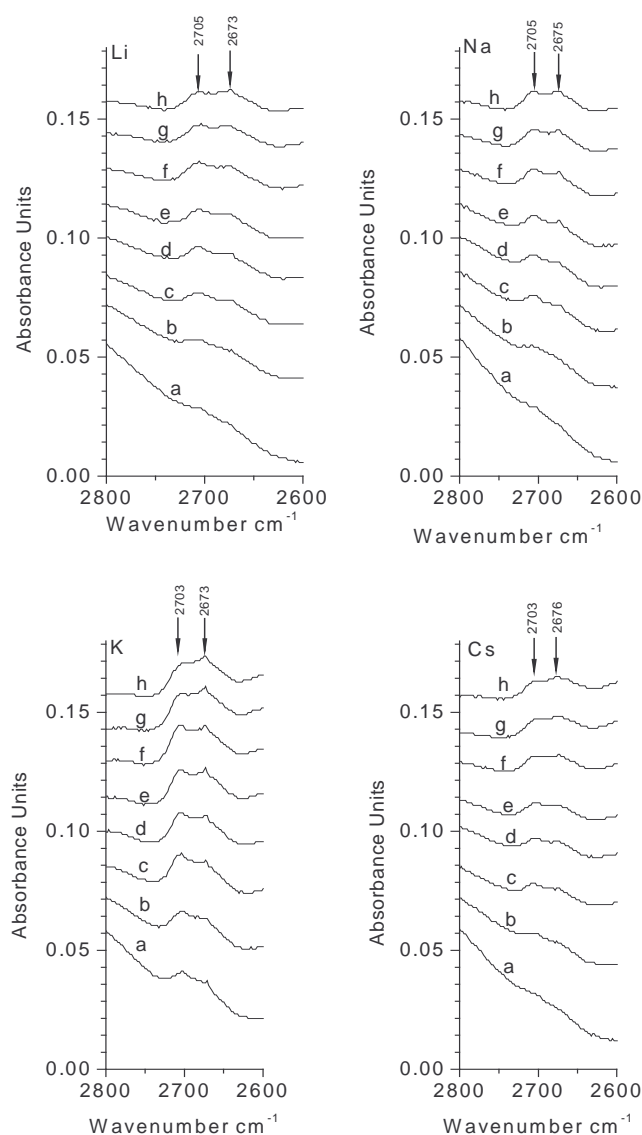 2705 2673
Li
h
g
f
e
d
c
b
a
0.15
0.10
0.05
0.00
Absorbance Units
2800 2700 2600
Wavenumber cm-1
2705 2675
Na
h
g
f
e
d
c
b
a
0.15
0.10
0.05
0.00
Absorbance Units
2800 2700 2600
Wavenumber cm-1
2703 2673
K
h
g
f
e
d
c
b
a
0.15
0.10
0.05
0.00
Absorbance Units
2800 2700 2600
Wavenumber cm-1
2703 2676
Cs
h
g
f
e
d
c
b
a
0.15
0.10
0.05
0.00
Absorbance Units
2800 2700 2600
Wavenumber cm-1